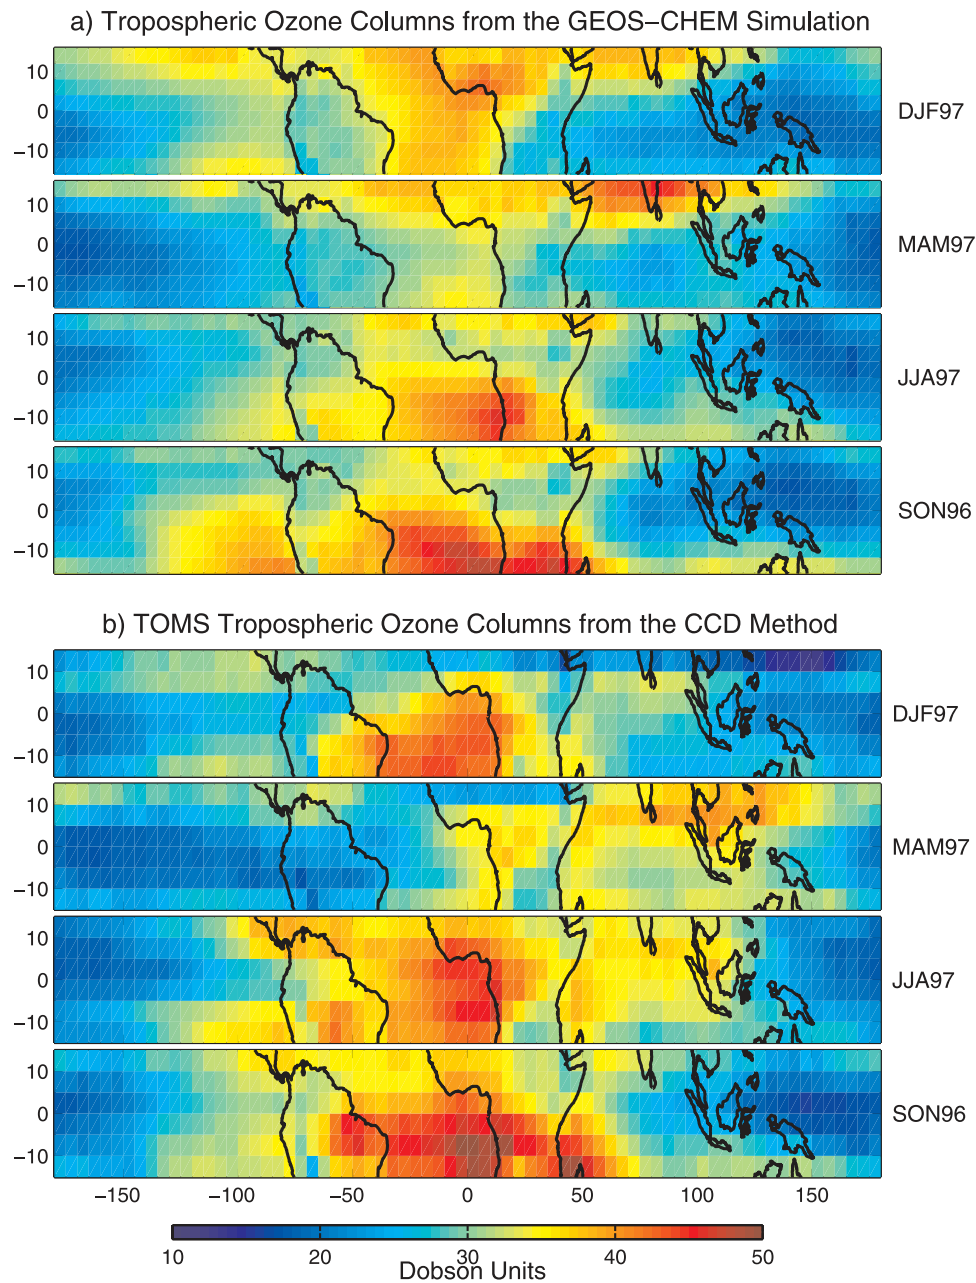 a) Tropospheric Ozone Columns from the GEOS−CHEM Simulation
10
0
−10
DJF97
10
0
−10
MAM97
10
0
−10
JJA97
10
0
−10
SON96
b) TOMS Tropospheric Ozone Columns from the CCD Method
10
0
−10
DJF97
10
0
−10
MAM97
10
0
−10
JJA97
10
0
−10
SON96
−150 −100 −50 0 50 100 150
10 20 30 40 50
Dobson Units